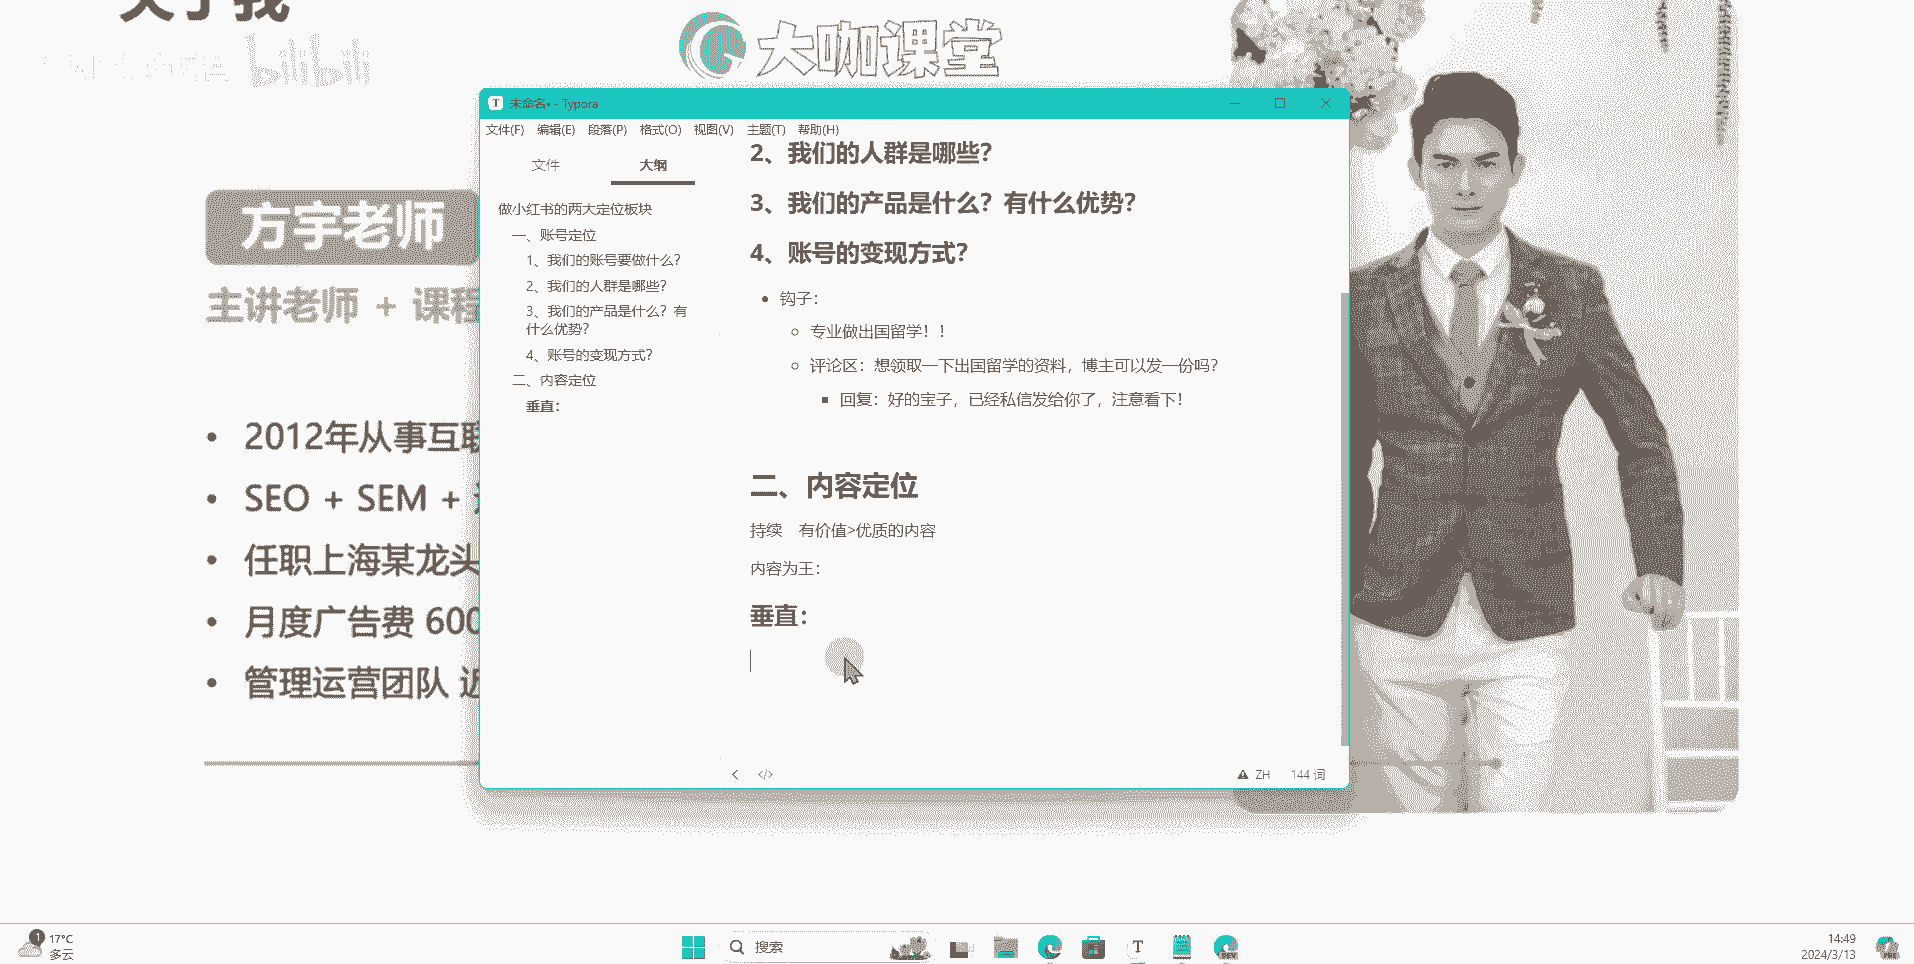 关于我
bilibili
大咖课堂
方宇老师
主讲老师 + 课程
2012年从事互联
SEO + SEM +
任职上海某龙头
月度广告费 600
管理运营团队 近
T 未命名• - Typora
文件(F) 编辑(E) 段落(P) 格式(O) 视图(V) 主题(T) 帮助(H)
文件 大纲
做小红书的两大定位板块
一、账号定位
1、我们的账号要做什么?
2、我们的人群是哪些?
3、我们的产品是什么? 有
什么优势?
4、账号的变现方式?
二、内容定位
垂直:
2、我们的人群是哪些?
3、我们的产品是什么? 有什么优势?
4、账号的变现方式?
钩子:
专业做出国留学! !
评论区: 想领取一下出国留学的资料, 博主可以发一份吗?
回复: 好的宝子, 已经私信发给你了, 注意看下!
二、内容定位
持续 有价值>优质的内容
内容为王:
垂直:
ZH 144 词
1
17°C
多云
搜索
T
DEV
14:49
2024/3/13
PRE